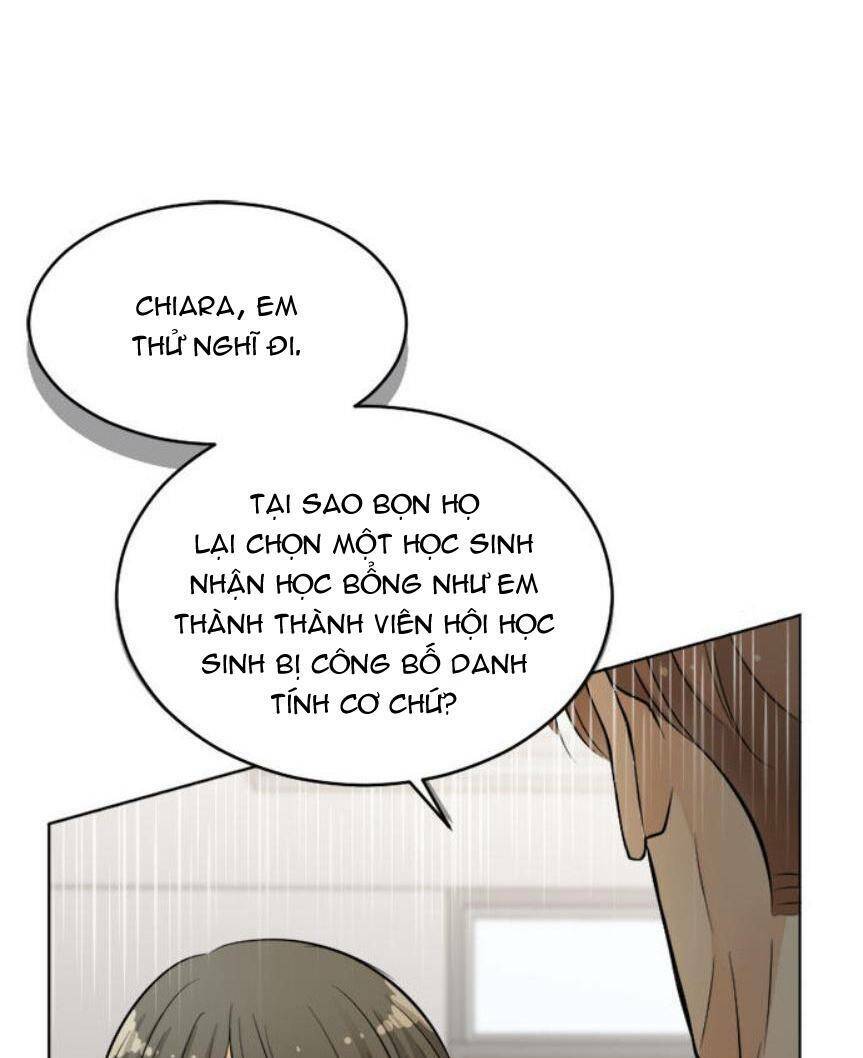 CHIARA, EM
THỬ NGHĨ ĐI.
TẠI SAO BỌN HỌ
LẠI CHỌN MỘT HỌC SINH
NHẬN HỌC BỔNG NHƯ EM
THÀNH THÀNH VIÊN HỘI HỌC
SINH BỊ CÔNG BỐ DANH
TÍNH CƠ CHỨ?